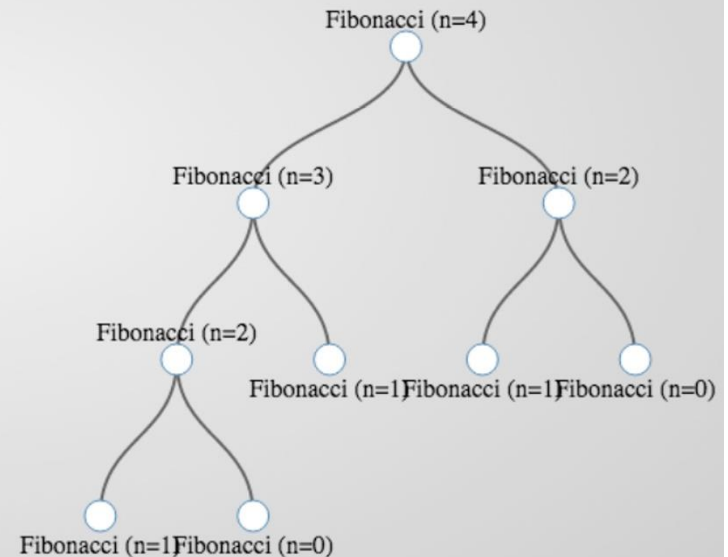 Fibonacci (n=4)
Fibonacci (n=3)
Fibonacci (n=2)
Fibonacci (n=2)
Fibonacci (n=1)
Fibonacci (n=1)
Fibonacci (n=0)
Fibonacci (n=1)
Fibonacci (n=0)